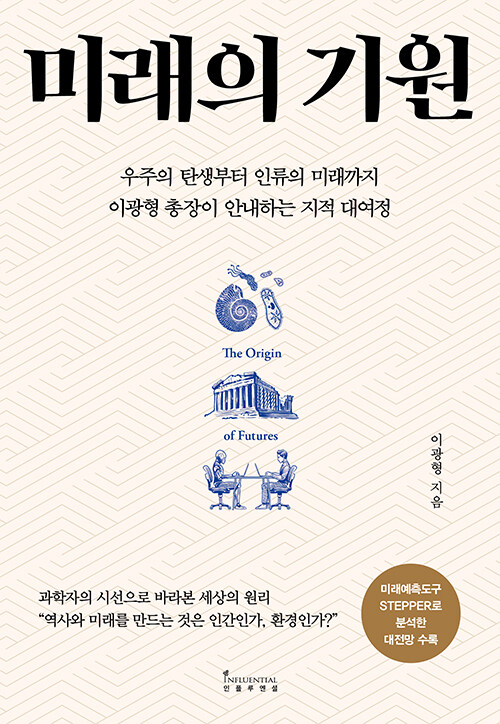 미래의 기원
우주의 탄생부터 인류의 미래까지
이광형 총장이 안내하는 지적 대여정
The Origin
of Futures
이광형 지음
과학자의 시선으로 바라본 세상의 원리
“역사와 미래를 만드는 것은 인간인가, 환경인가?”
미래예측도구
STEPPER로
분석한
대전망 수록
INFLUENTIAL
인플루엔셜